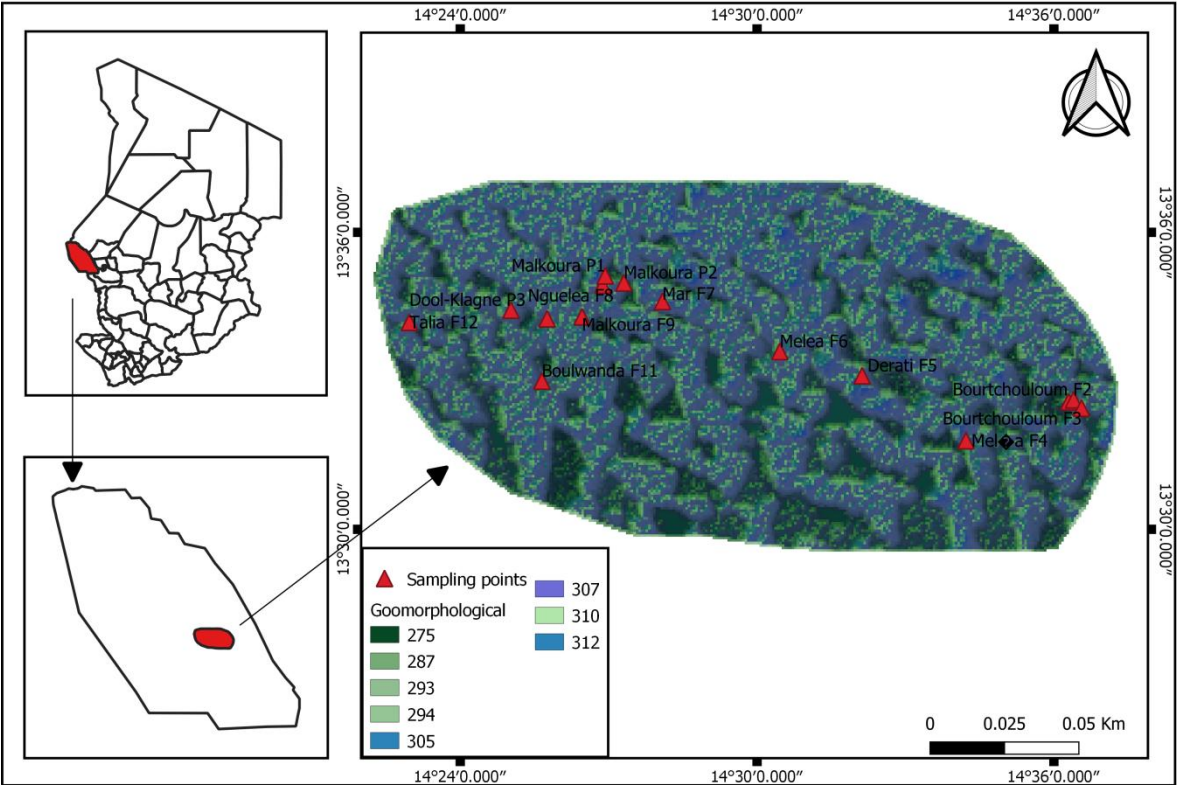 14°24′0.000″ 14°30′0.000″ 14°36′0.000″
13°36′0.000″ 13°36′0.000″
Malkoura P1
Malkoura P2
Dool-Klagne P3 Nguelea F8 Mar F7
Talia F12 Malkoura F9
Melea F6
Boulwanda F11 Derati F5
Bourtchouloum F2
Bourtchouloum F3
Mel�a F4
13°30′0.000″ 13°30′0.000″
Sampling points
Goomorphological
275
287
293
294
305
307
310
312
0 0.025 0.05 Km
14°24′0.000″ 14°30′0.000″ 14°36′0.000″